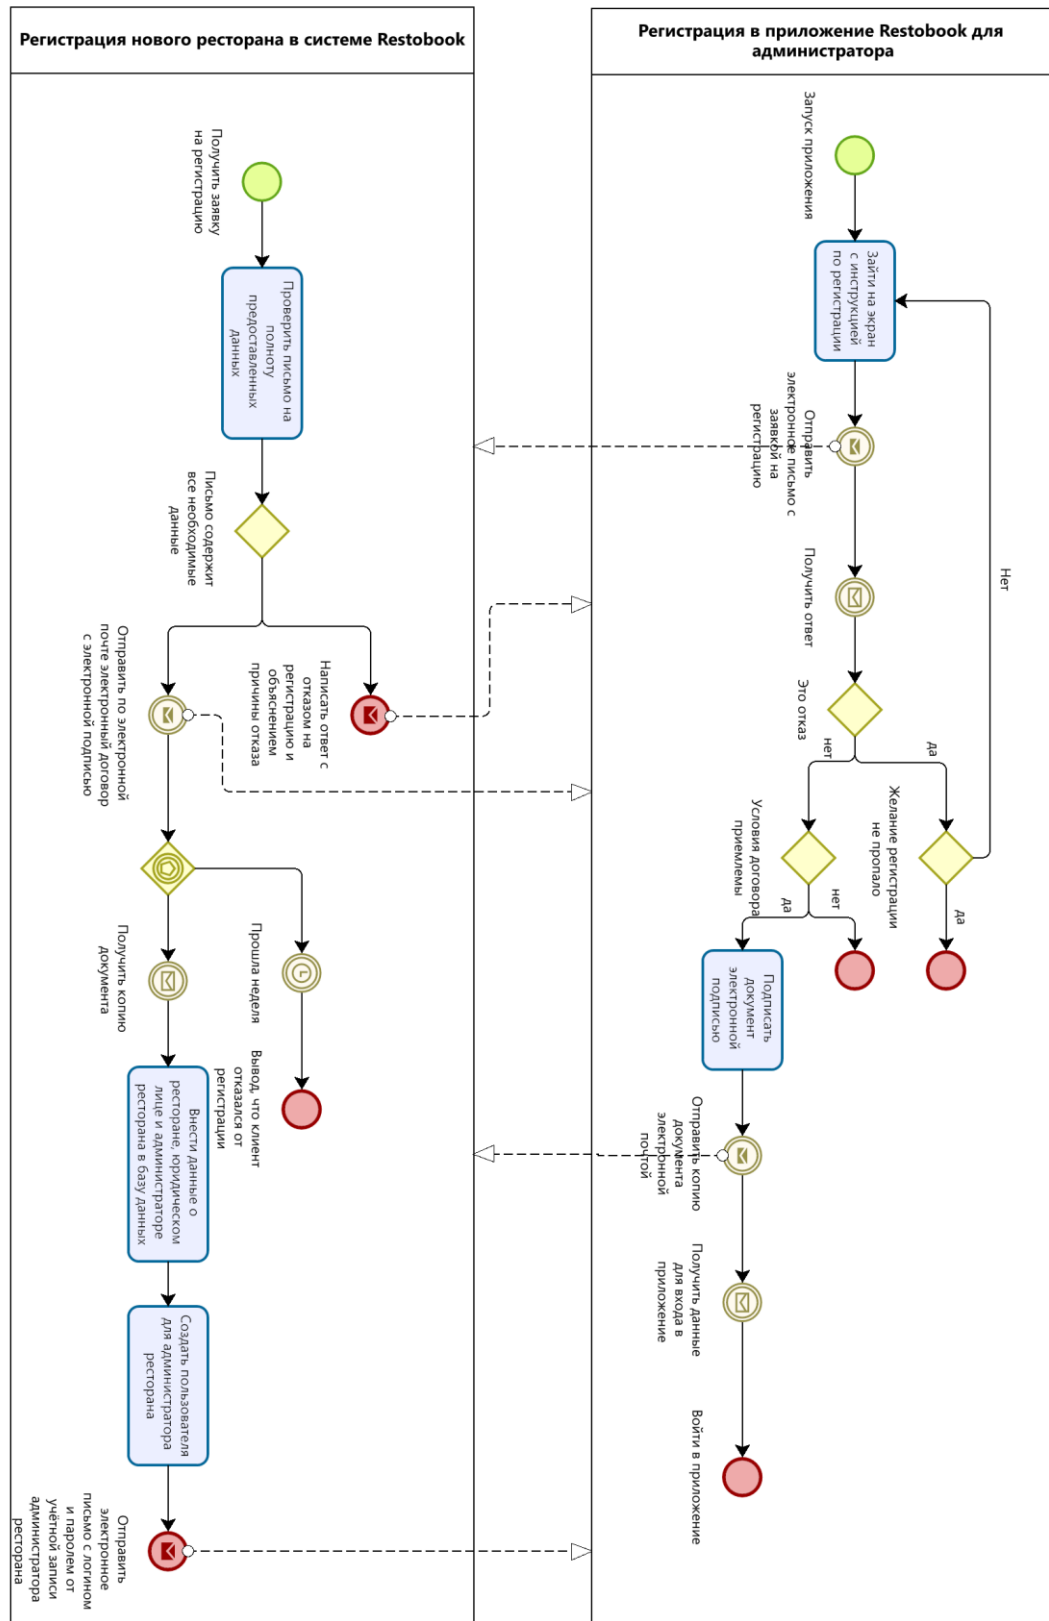 Регистрация нового ресторана в системе Restobook
Получить заявку
на регистрацию
Проверить письмо на
полноту
предоставленных
данных
Письмо содержит
все необходимые
данные
Написать ответ с
отказом на
регистрацию и
объяснением
причины отказа
Отправить по электронной
почте электронный договор
с электронной подписью
Прошла неделя
Вывод, что клиент
отказался от
регистрации
Получить копию
документа
Внести данные о
ресторане, юридическом
лице и администраторе
ресторана в базу данных
Создать пользователя
для администратора
ресторана
Отправить
электронное
письмо с логином
и паролем от
учётной записи
администратора
ресторана
Регистрация в приложение Restobook для
администратора
Запуск приложения
Зайти на экран
с инструкцией
по регистрации
Отправить
электронное письмо с
заявкой на
регистрацию
Получить ответ
Это отказ
да
нет
Желание регистрации
не пропало
Нет
да
Условия договора
приемлемы
нет
да
Подписать
документ
электронной
подписью
Отправить копию
документа
электронной
почтой
Получить данные
для входа в
приложение
Войти в приложение